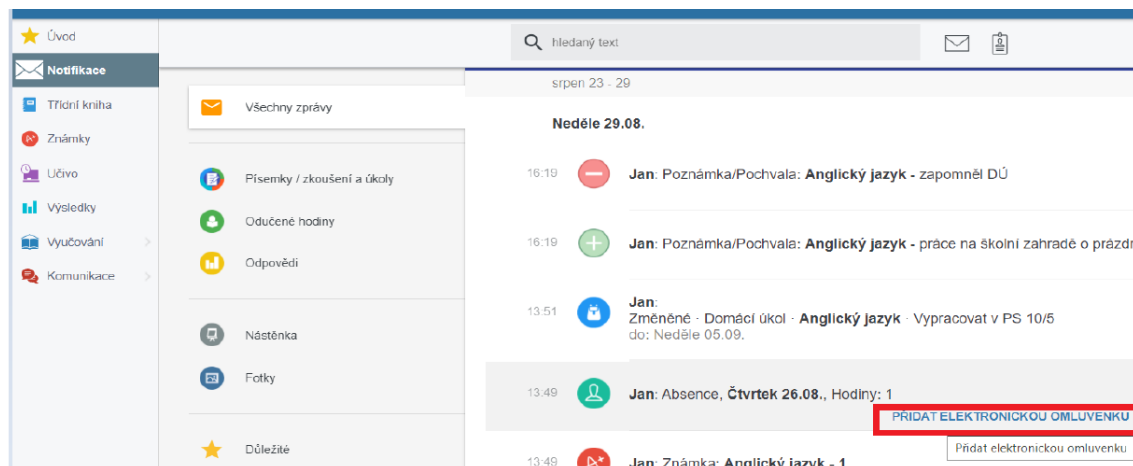 Úvod
Notifikace
Třídní kniha
Známky
Učivo
Výsledky
Vyučování
Komunikace
Všechny zprávy
Písemky / zkoušení a úkoly
Odučené hodiny
Odpovědi
Nástěnka
Fotky
Důležité
hledaný text
srpen 23 - 29
Neděle 29.08.
16:19 Jan: Poznámka/Pochvala: Anglický jazyk - zapomněl DÚ
16:19 Jan: Poznámka/Pochvala: Anglický jazyk - práce na školní zahradě o prázdn
13:51 Jan:
Změněné · Domácí úkol · Anglický jazyk · Vypracovat v PS 10/5
do: Neděle 05.09.
13:49 Jan: Absence, Čtvrtek 26.08., Hodiny: 1
PŘIDAT ELEKTRONICKOU OMLUVENKU
Přidat elektronickou omluvenku
13:49 Jan: Známka: Anglický jazyk - 1